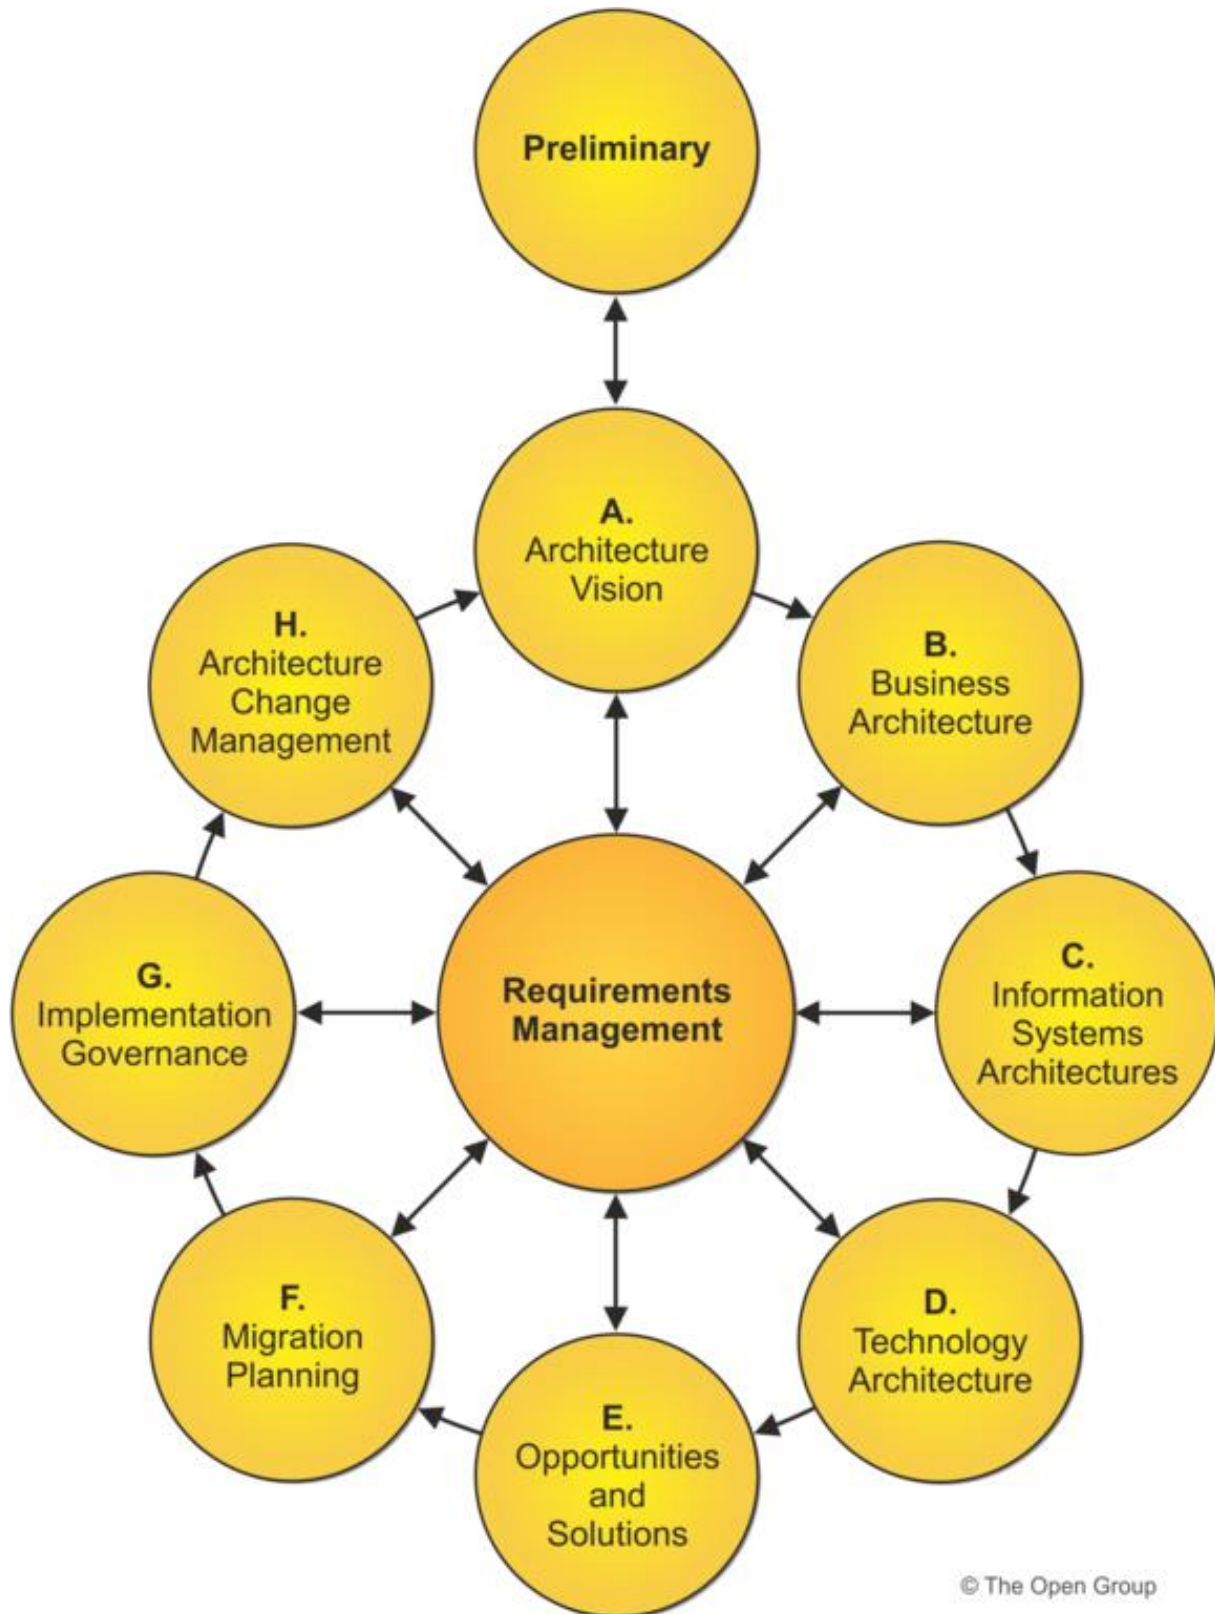 Preliminary
A.
Architecture
Vision
B.
Business
Architecture
C.
Information
Systems
Architectures
D.
Technology
Architecture
E.
Opportunities
and
Solutions
F.
Migration
Planning
G.
Implementation
Governance
H.
Architecture
Change
Management
Requirements
Management
© The Open Group